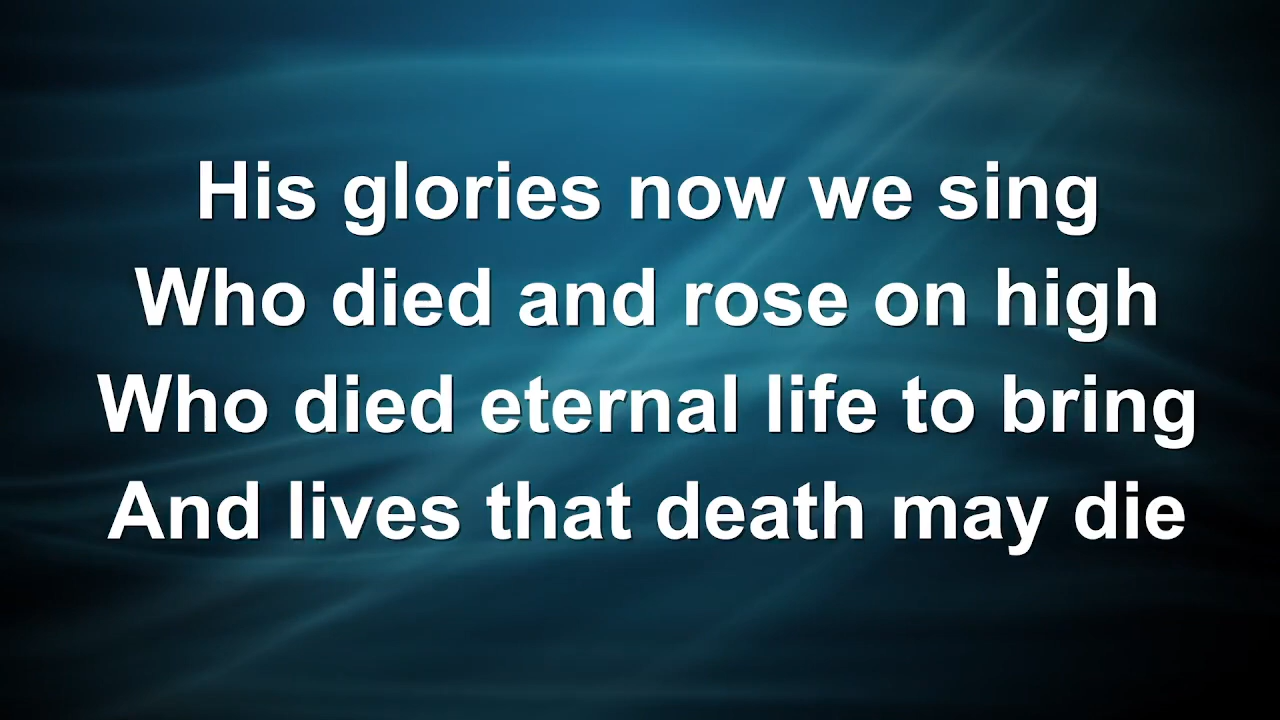 His glories now we sing
Who died and rose on high
Who died eternal life to bring
And lives that death may die